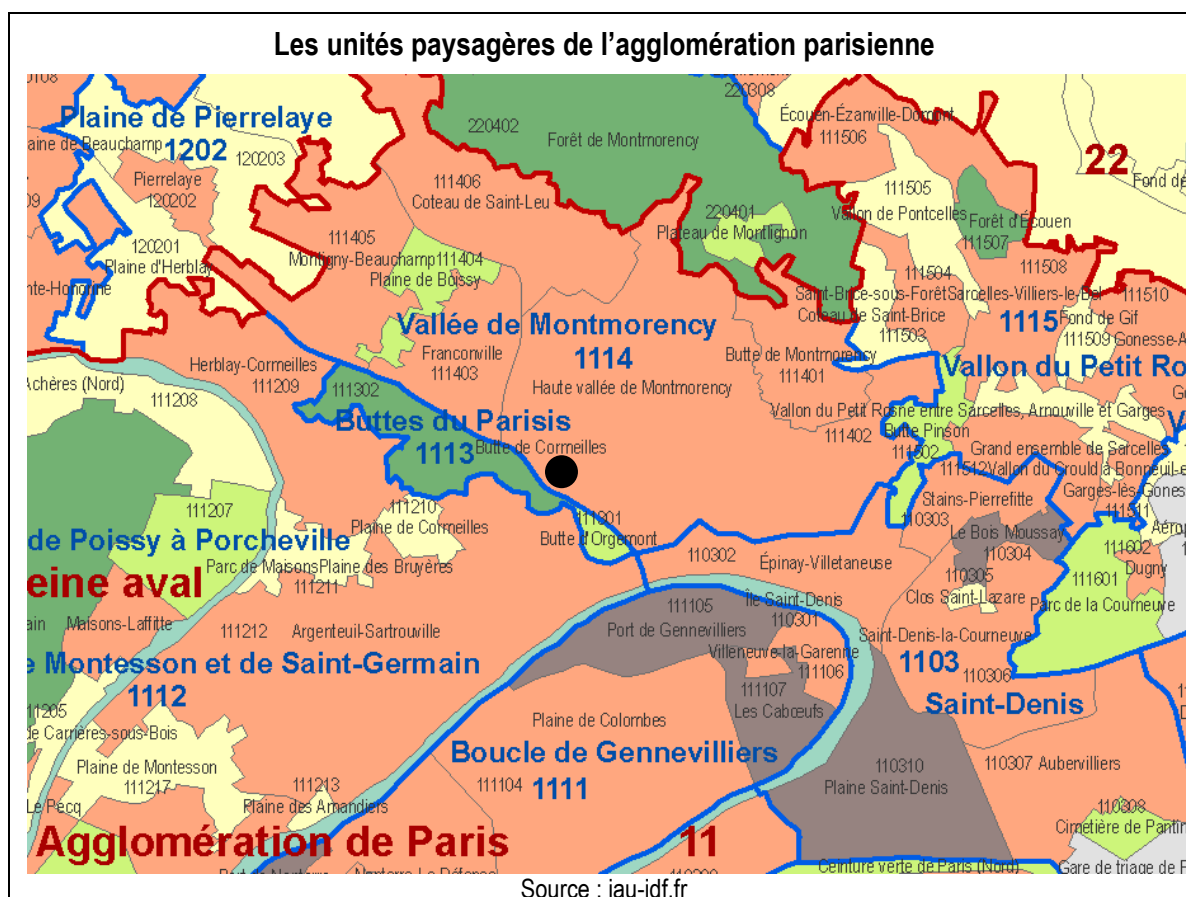 Les unités paysagères de l'agglomération parisienne
220308
Plaine de Pierrelaye
1202
120203
Pierrelaye
120202
120201
Plaine d'Herblay
220402
Forêt de Montmorency
Écouen-Ézanville-Domont
111506
22
111406
Coteau de Saint-Leu
220401
Plateau de Montlignon
111505
Vallon de Pontcelles
Forêt d'Écouen
111507
111405
Montigny-Beauchamp
111404
Plaine de Boissy
111504
111508
Saint-Brice-sous-Forêt
Sarcelles-Villiers-le-Bel
111510
Coteau de Saint-Brice
111503
1115
Fond de Gif
111509
Vallée de Montmorency
1114
Franconville
111403
Haute vallée de Montmorency
Butte de Montmorency
111401
Vallon du Petit Ro
Herblay-Cormeilles
111209
Achères (Nord)
111208
111302
Buttes du Parisis
1113
Butte de Cormeilles
Vallon du Petit Rosne entre Sarcelles, Arnouville et Garges
111402
Butte Pinson
111502
Grand ensemble de Sarcelles
111512
Vallon du Crould à Bonneuil-e
Stains-Pierrefitte
110303
Garges-lès-Gones
111511
111207
111210
Plaine de Cormeilles
Butte d'Orgemont
110302
Épinay-Villetaneuse
Le Bois Moussay
110304
110305
Clos Saint-Lazare
111602
Dugny
111601
Parc de la Courneuve
de Poissy à Porcheville
Parc de Maisons
111211
Plaine des Bruyères
eine aval
Maisons-Laffitte
111212
Argenteuil-Sartrouville
111105
Port de Gennevilliers
Île Saint-Denis
110301
Villeneuve-la-Garenne
111106
111107
Les Cabœufs
Saint-Denis-la-Courneuve
1103
110306
Saint-Denis
e Montesson et de Saint-Germain
1112
111205
de Carrières-sous-Bois
Plaine de Montesson
111217
Le Pecq
111213
Plaine des Amandiers
Plaine de Colombes
Boucle de Gennevilliers
111104
1111
110310
Plaine Saint-Denis
110307 Aubervilliers
110308
Cimetière de Pantin
Agglomération de Paris
11
Ceinture verte de Paris (Nord)
Gare de triage de
Source : iau-idf.fr